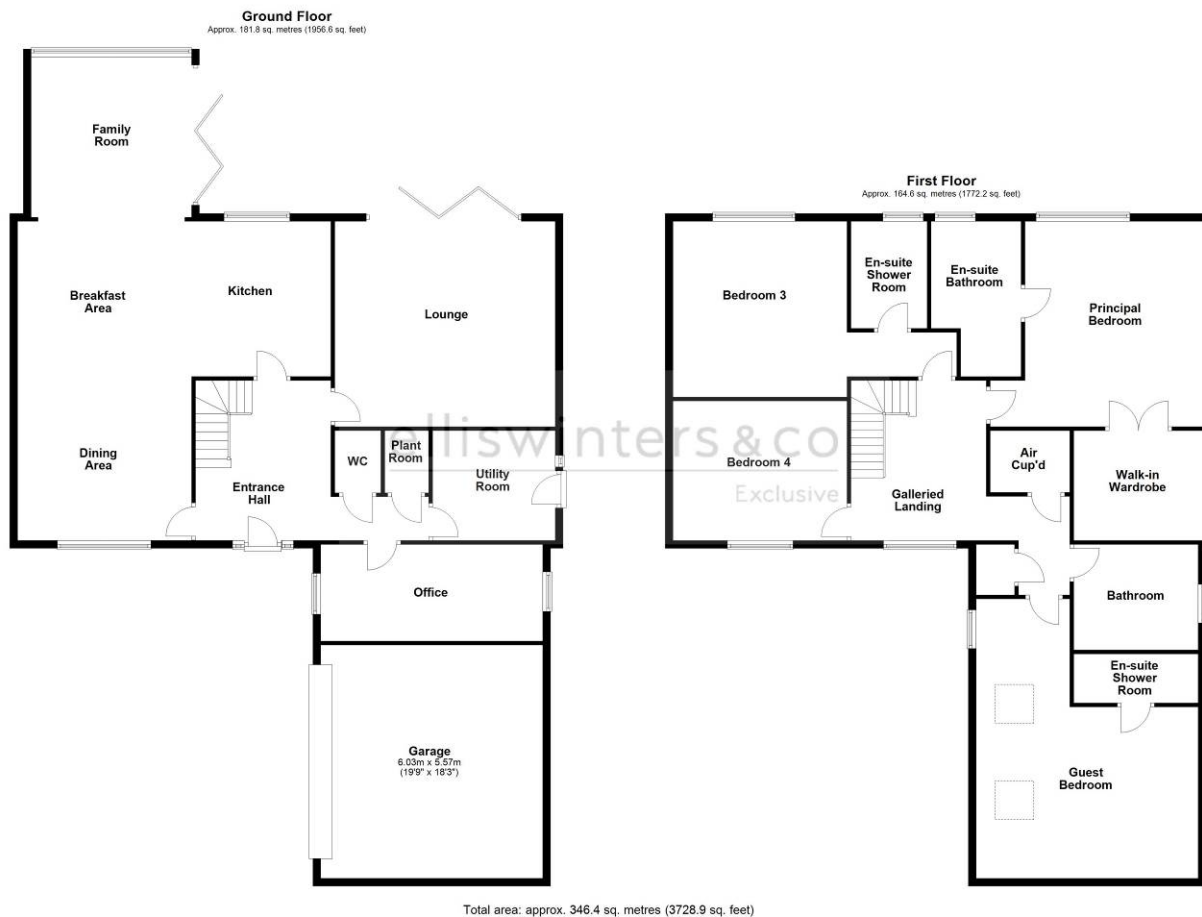 Ground Floor
Approx. 181.8 sq. metres (1956.6 sq. feet)
Family
Room
Breakfast
Area
Kitchen
Lounge
Dining
Area
Entrance
Hall
WC
Plant
Room
Utility
Room
Office
Garage
6.03m x 5.57m
(19'9" x 18'3")
First Floor
Approx. 164.6 sq. metres (1772.2 sq. feet)
Bedroom 3
En-suite
Shower
Room
En-suite
Bathroom
Principal
Bedroom
Bedroom 4
Galleried
Landing
Air
Cup'd
Walk-in
Wardrobe
Bathroom
En-suite
Shower
Room
Guest
Bedroom
elliswinters & co
Exclusive
Total area: approx. 346.4 sq. metres (3728.9 sq. feet)